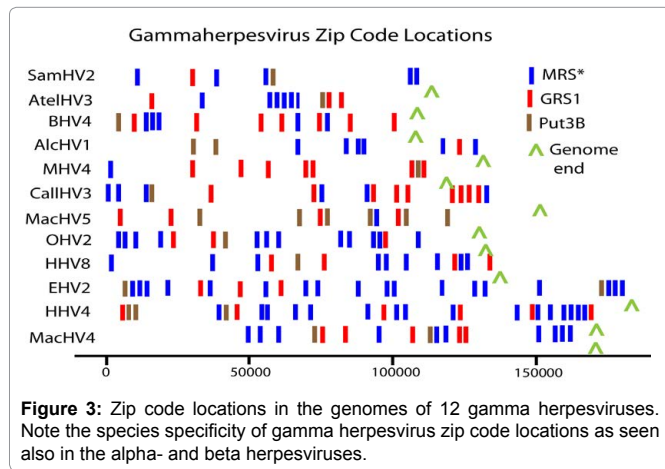 Gammaherpesvirus Zip Code Locations
SamHV2
AtelHV3
BHV4
AlcHV1
MHV4
CallHV3
MacHV5
OHV2
HHV8
EHV2
HHV4
MacHV4
MRS*
GRS1
Put3B
Genome
end
0
50000
100000
150000
Figure 3: Zip code locations in the genomes of 12 gamma herpesviruses.
Note the species specificity of gamma herpesvirus zip code locations as seen
also in the alpha- and beta herpesviruses.